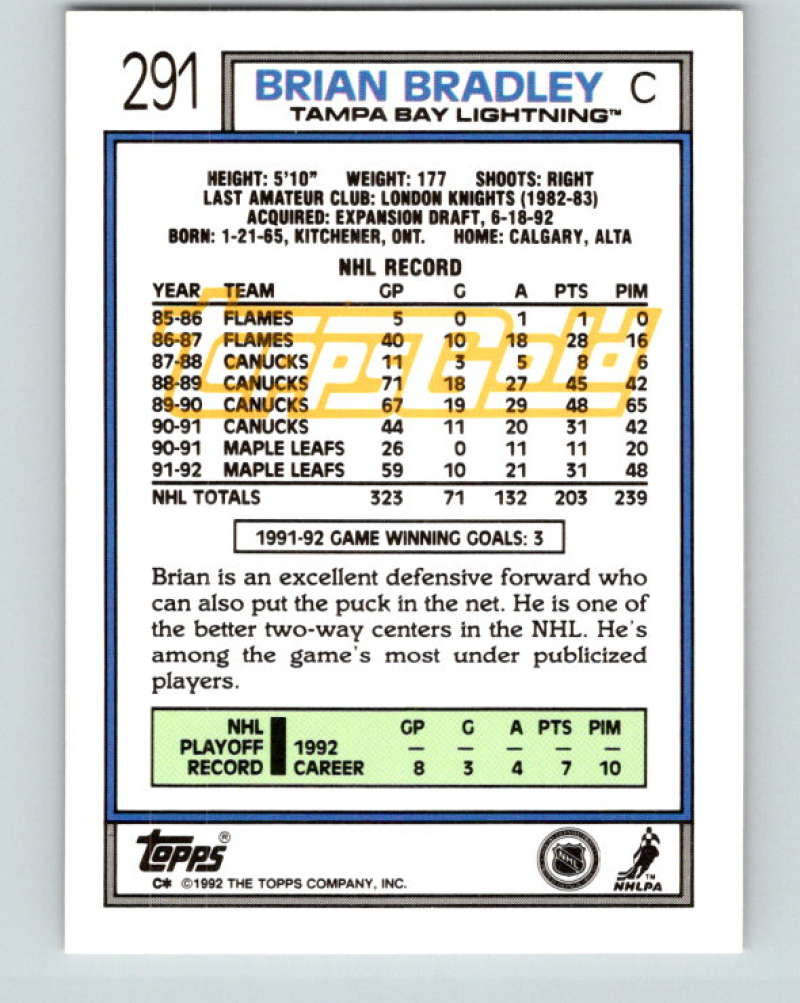 291
BRIAN BRADLEY C
TAMPA BAY LIGHTNING™
HEIGHT: 5'10" WEIGHT: 177 SHOOTS: RIGHT
LAST AMATEUR CLUB: LONDON KNIGHTS (1982-83)
ACQUIRED: EXPANSION DRAFT, 6-18-92
BORN: 1-21-65, KITCHENER, ONT. HOME: CALGARY, ALTA
NHL RECORD
YEAR TEAM GP G A PTS PIM
85-86 FLAMES 5 0 1 1 0
86-87 FLAMES 40 10 18 28 16
87-88 CANUCKS 11 3 5 8 6
88-89 CANUCKS 71 18 27 45 42
89-90 CANUCKS 67 19 29 48 65
90-91 CANUCKS 44 11 20 31 42
90-91 MAPLE LEAFS 26 0 11 11 20
91-92 MAPLE LEAFS 59 10 21 31 48
NHL TOTALS 323 71 132 203 239
ToppsGold
1991-92 GAME WINNING GOALS: 3
Brian is an excellent defensive forward who
can also put the puck in the net. He is one of
the better two-way centers in the NHL. He's
among the game's most under publicized
players.
NHL GP G A PTS PIM
PLAYOFF 1992 — — — — —
RECORD CAREER 8 3 4 7 10
Topps®
C* ©1992 THE TOPPS COMPANY, INC.
NHL
TM
NHLPA